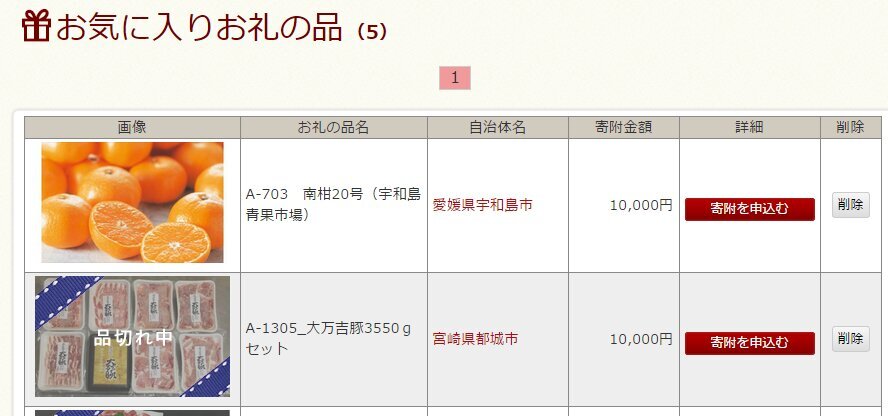 お気に入りお礼の品 （5）
1
画像 お礼の品名 自治体名 寄附金額 詳細 削除
A-703　南柑20号（宇和島
青果市場）
愛媛県宇和島市 10,000円 寄附を申込む 削除
品切れ中
A-1305_大万吉豚3550ｇ
セット
宮崎県都城市 10,000円 寄附を申込む 削除